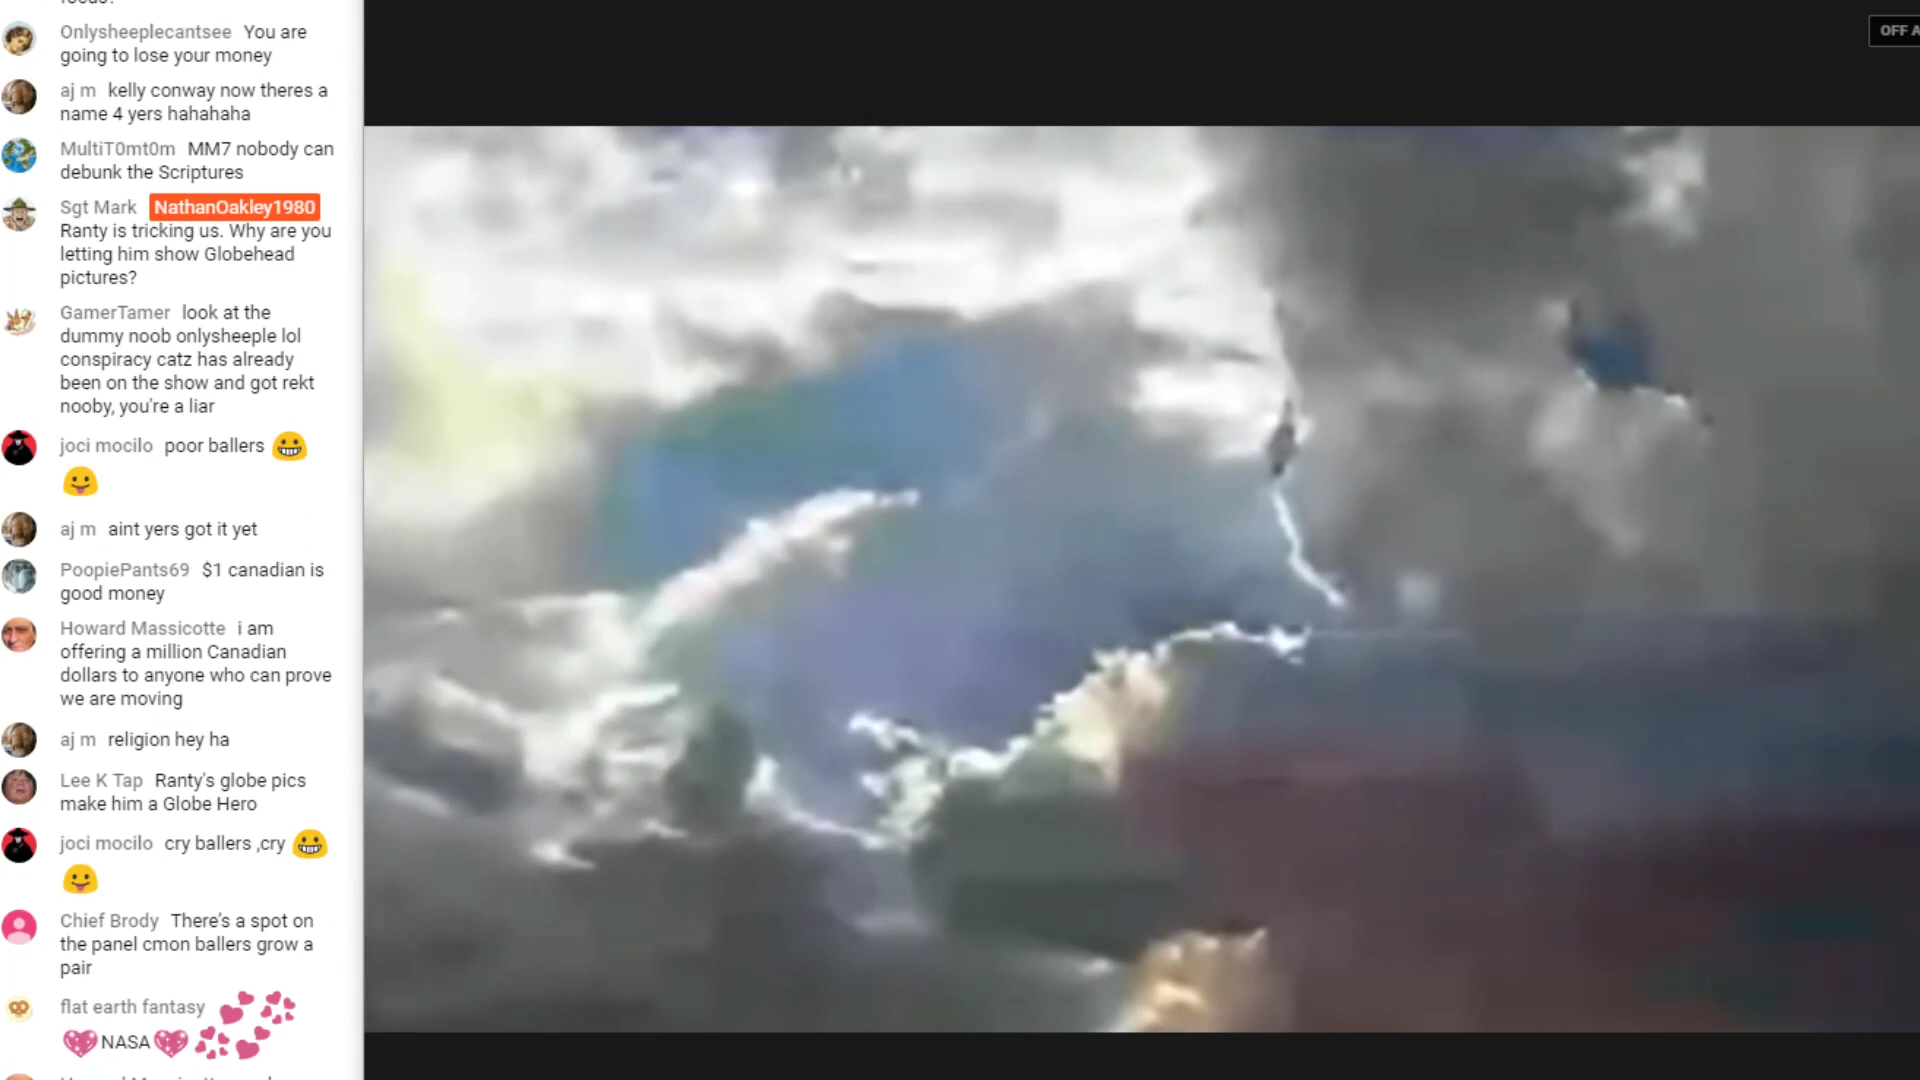 Onlysheeplecantsee You are
going to lose your money
aj m kelly conway now theres a
name 4 yers hahahaha
MultiT0mt0m MM7 nobody can
debunk the Scriptures
Sgt Mark NathanOakley1980
Ranty is tricking us. Why are you
letting him show Globehead
pictures?
GamerTamer look at the
dummy noob onlysheeple lol
conspiracy catz has already
been on the show and got rekt
nooby, you're a liar
joci mocilo poor ballers
aj m aint yers got it yet
PoopiePants69 $1 canadian is
good money
Howard Massicotte i am
offering a million Canadian
dollars to anyone who can prove
we are moving
aj m religion hey ha
Lee K Tap Ranty's globe pics
make him a Globe Hero
joci mocilo cry ballers ,cry
Chief Brody There's a spot on
the panel cmon ballers grow a
pair
flat earth fantasy
NASA
OFF A